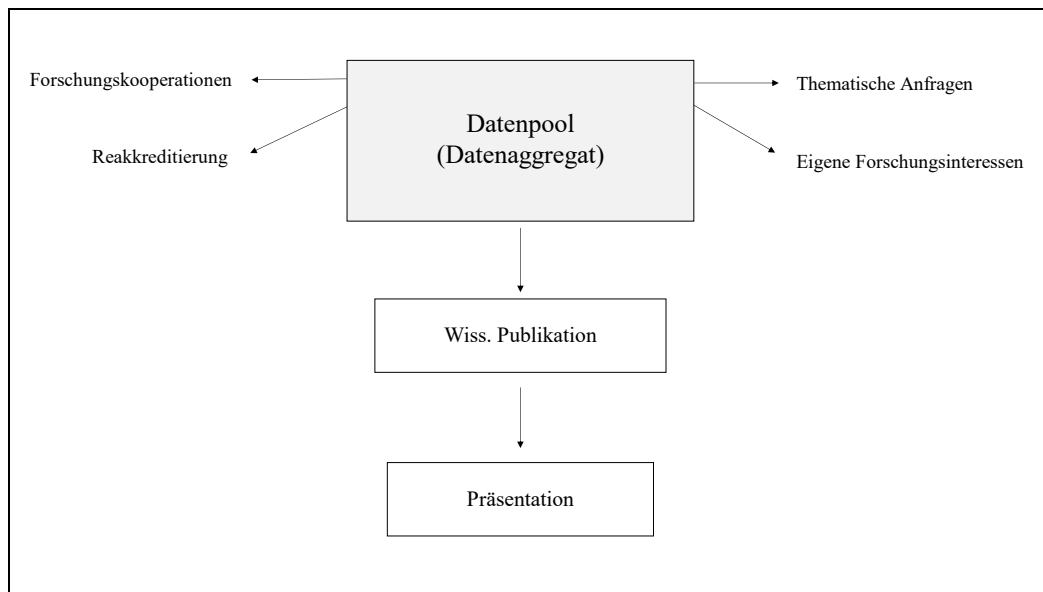 Forschungskooperationen
Reakkreditierung
Datenpool
(Datenaggregat)
Thematische Anfragen
Eigene Forschungsinteressen
Wiss. Publikation
Präsentation